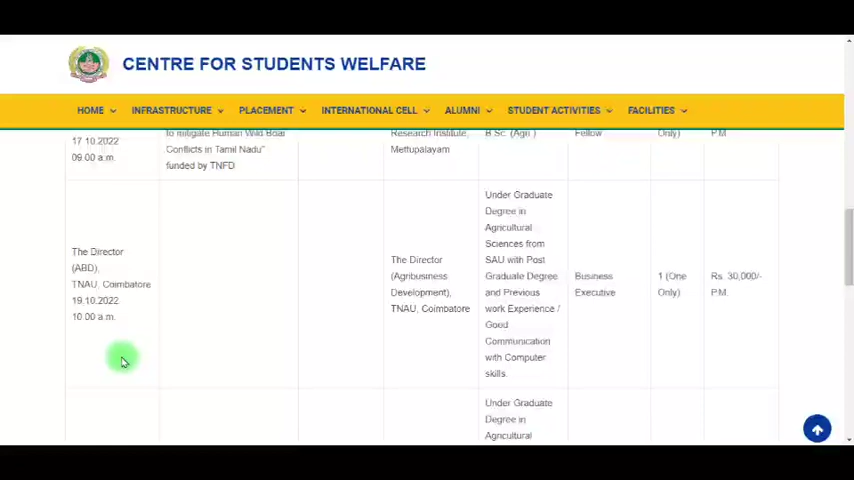 CENTRE FOR STUDENTS WELFARE
HOME INFRASTRUCTURE PLACEMENT INTERNATIONAL CELL ALUMNI STUDENT ACTIVITIES FACILITIES
17.10.2022
09.00 a.m.
to mitigate Human Wild Boar
Conflicts in Tamil Nadu"
funded by TNFD
Research Institute,
Mettupalayam
B.Sc. (Agri.)
Fellow
Only)
P.M
The Director
(ABD),
TNAU, Coimbatore
19.10.2022
10.00 a.m.
The Director
(Agribusiness
Development),
TNAU, Coimbatore
Under Graduate
Degree in
Agricultural
Sciences from
SAU with Post
Graduate Degree
and Previous
work Experience /
Good
Communication
with Computer
skills.
Business
Executive
1 (One
Only)
Rs. 30,000/-
P.M.
Under Graduate
Degree in
Agricultural